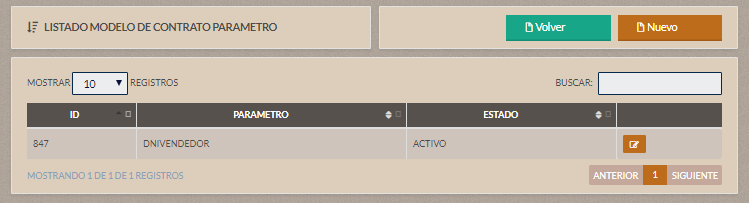 LISTADO MODELO DE CONTRATO PARAMETRO
Volver
Nuevo
MOSTRAR 10 REGISTROS
BUSCAR:
ID PARAMETRO ESTADO
847 DNIVENDEDOR ACTIVO
MOSTRANDO 1 DE 1 DE 1 REGISTROS
ANTERIOR 1 SIGUIENTE